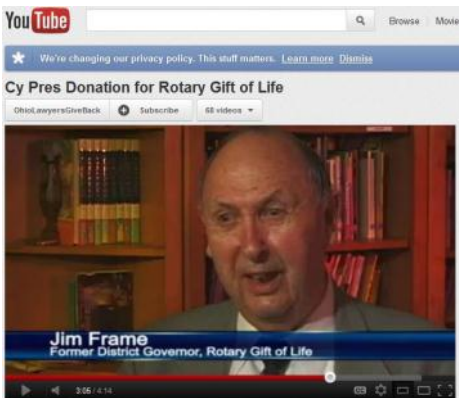 YouTube
Browse Movie
We're changing our privacy policy. This stuff matters. Learn more Dismiss
Cy Pres Donation for Rotary Gift of Life
OhioLawyersGiveBack Subscribe 68 videos
Jim Frame
Former District Governor, Rotary Gift of Life
3:05 / 4:14